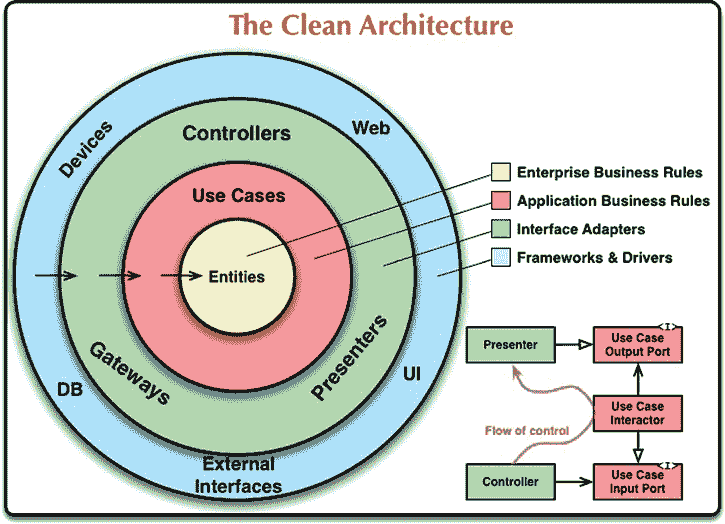 The Clean Architecture
Devices
Web
Controllers
Use Cases
Entities
Gateways
Presenters
DB
UI
External
Interfaces
Enterprise Business Rules
Application Business Rules
Interface Adapters
Frameworks & Drivers
Presenter
<I>
Use Case
Output Port
Use Case
Interactor
Flow of control
Controller
<I>
Use Case
Input Port